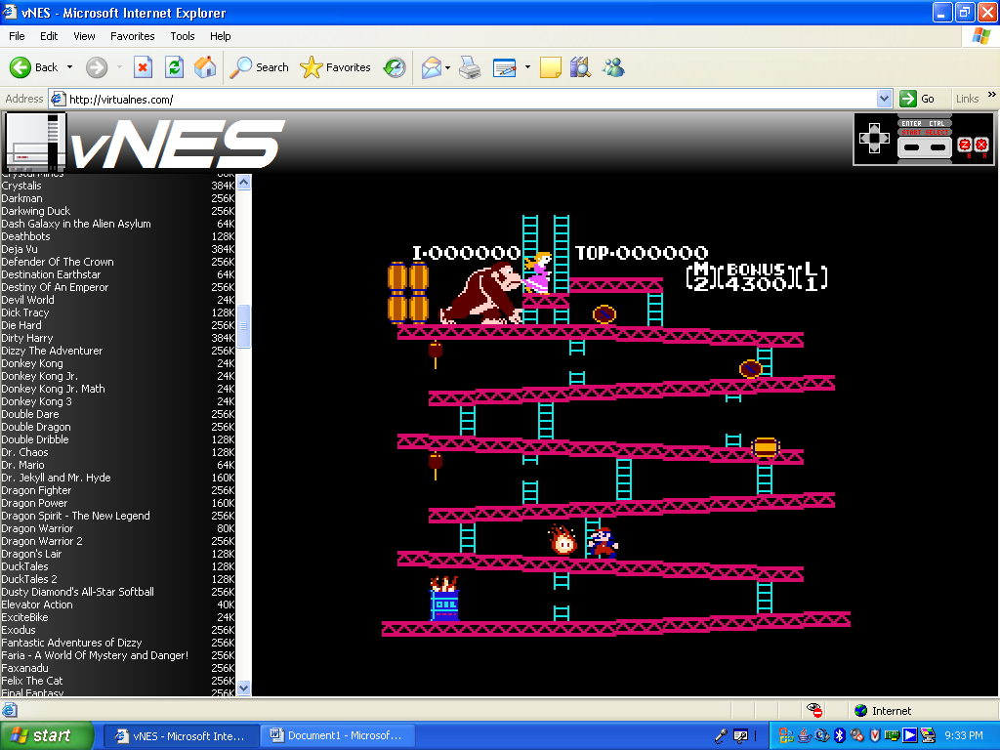 vNES - Microsoft Internet Explorer
File Edit View Favorites Tools Help
Back Search Favorites
Address http://virtualnes.com/ Go Links »
vNES
ENTER CTRL
START SELECT
Z X
B A
Crystal Mines 88K
Crystalis 384K
Darkman 256K
Darkwing Duck 256K
Dash Galaxy in the Alien Asylum 64K
Deathbots 128K
Deja Vu 384K
Defender Of The Crown 256K
Destination Earthstar 64K
Destiny Of An Emperor 256K
Devil World 24K
Dick Tracy 128K
Die Hard 256K
Dirty Harry 384K
Dizzy The Adventurer 256K
Donkey Kong 24K
Donkey Kong Jr. 24K
Donkey Kong Jr. Math 24K
Donkey Kong 3 24K
Double Dare 256K
Double Dragon 256K
Double Dribble 128K
Dr. Chaos 128K
Dr. Mario 64K
Dr. Jekyll and Mr. Hyde 160K
Dragon Fighter 256K
Dragon Power 160K
Dragon Spirit - The New Legend 256K
Dragon Warrior 80K
Dragon Warrior 2 256K
Dragon's Lair 128K
DuckTales 128K
DuckTales 2 128K
Dusty Diamond's All-Star Softball 256K
Elevator Action 40K
ExciteBike 24K
Exodus 256K
Fantastic Adventures of Dizzy 256K
Faria - A World Of Mystery and Danger! 256K
Faxanadu 256K
Felix The Cat 256K
Final Fantasy 256K
I-000000 TOP-000000
M BONUS L
2 4300 1
OIL
Internet
start vNES - Microsoft Inte... Document1 - Microsof... 9:33 PM